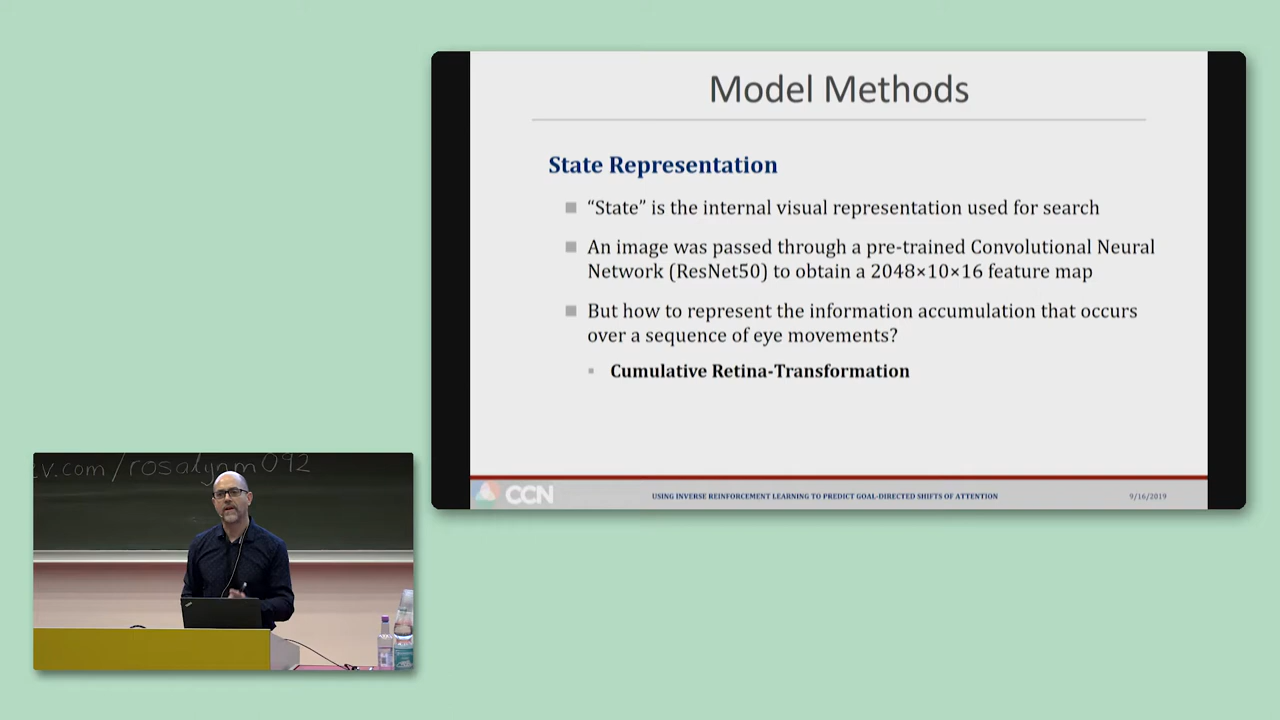 Model Methods
State Representation
“State” is the internal visual representation used for search
An image was passed through a pre-trained Convolutional Neural
Network (ResNet50) to obtain a 2048×10×16 feature map
But how to represent the information accumulation that occurs
over a sequence of eye movements?
Cumulative Retina-Transformation
CCN
USING INVERSE REINFORCEMENT LEARNING TO PREDICT GOAL-DIRECTED SHIFTS OF ATTENTION
9/16/2019
v.com/rosalynm092